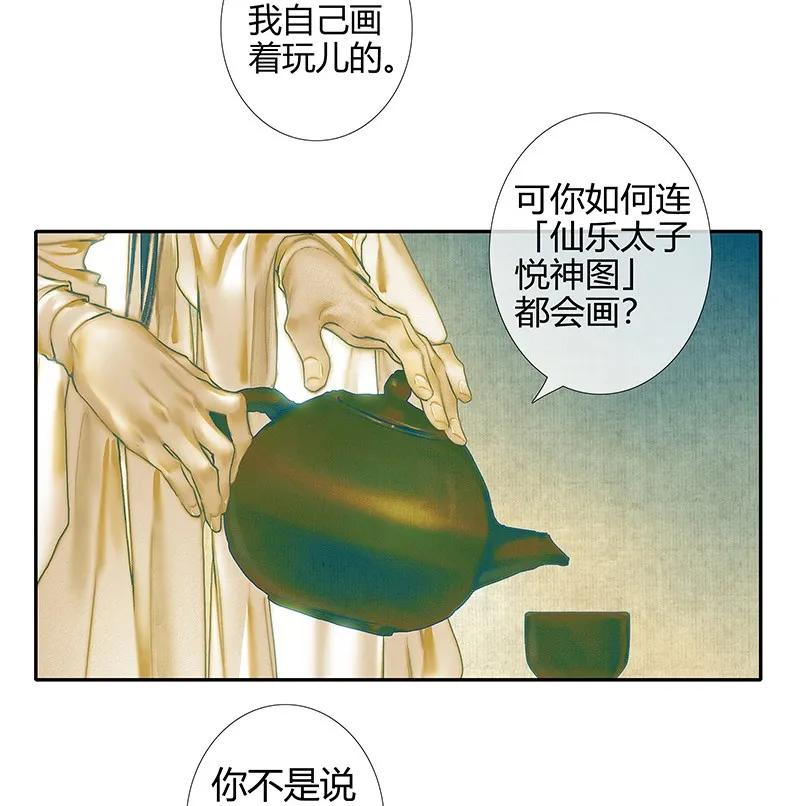 我自己画
着玩儿的。
可你如何连
「仙乐太子
悦神图」
都会画？
你不是说